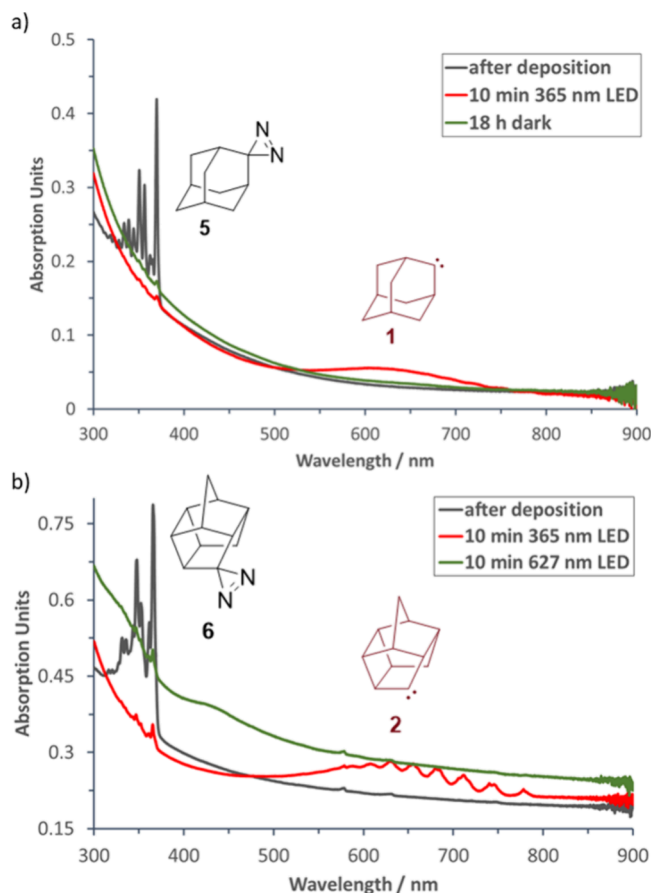 a)
0.5
0.4
0.3
0.2
0.1
0
Absorption Units
after deposition
10 min 365 nm LED
18 h dark
N
N
5
1
300 400 500 600 700 800 900
Wavelength / nm
b)
0.75
0.6
0.45
0.3
0.15
Absorption Units
after deposition
10 min 365 nm LED
10 min 627 nm LED
N
N
6
2
300 400 500 600 700 800 900
Wavelength / nm